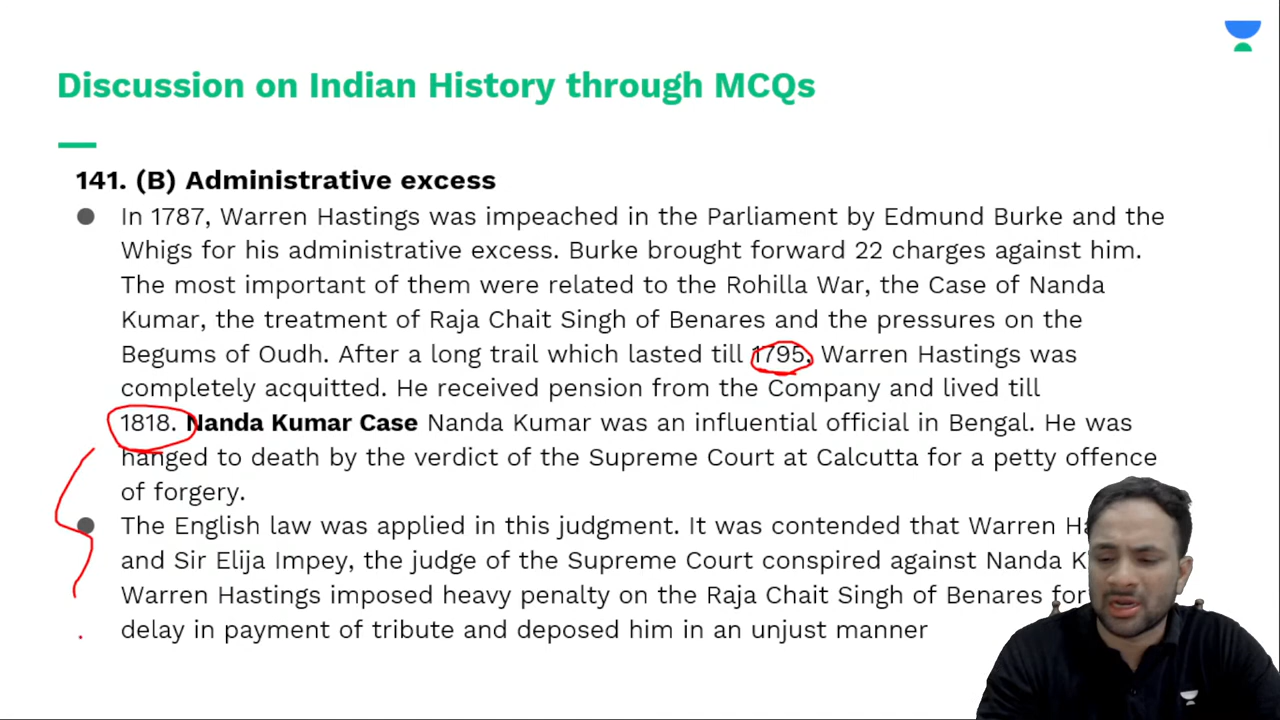 Discussion on Indian History through MCQs
141. (B) Administrative excess
In 1787, Warren Hastings was impeached in the Parliament by Edmund Burke and the
Whigs for his administrative excess. Burke brought forward 22 charges against him.
The most important of them were related to the Rohilla War, the Case of Nanda
Kumar, the treatment of Raja Chait Singh of Benares and the pressures on the
Begums of Oudh. After a long trail which lasted till 1795, Warren Hastings was
completely acquitted. He received pension from the Company and lived till
1818. Nanda Kumar Case Nanda Kumar was an influential official in Bengal. He was
hanged to death by the verdict of the Supreme Court at Calcutta for a petty offence
of forgery.
The English law was applied in this judgment. It was contended that Warren
and Sir Elija Impey, the judge of the Supreme Court conspired against Nanda
Warren Hastings imposed heavy penalty on the Raja Chait Singh of Benares for
delay in payment of tribute and deposed him in an unjust manner